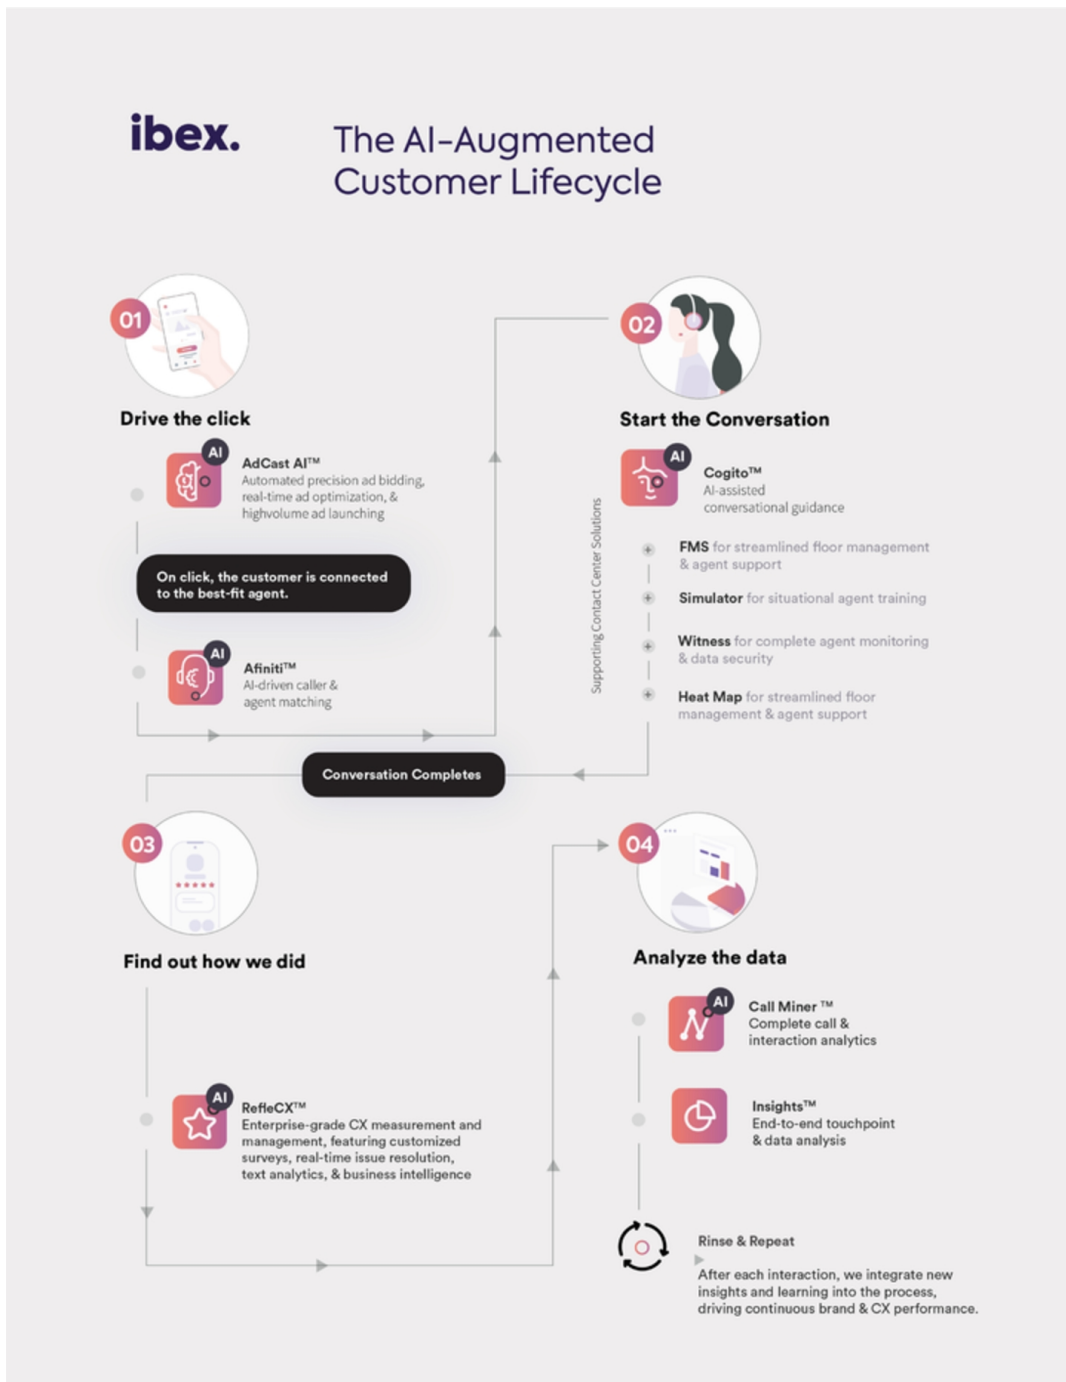 ibex.
The AI-Augmented
Customer Lifecycle
01
Drive the click
AI
AdCast AI™
Automated precision ad bidding,
real-time ad optimization, &
highvolume ad launching
On click, the customer is connected
to the best-fit agent.
AI
Afiniti™
AI-driven caller &
agent matching
02
Start the Conversation
AI
Cogito™
AI-assisted
conversational guidance
Supporting Contact Center Solutions
FMS for streamlined floor management
& agent support
Simulator for situational agent training
Witness for complete agent monitoring
& data security
Heat Map for streamlined floor
management & agent support
Conversation Completes
03
Find out how we did
AI
RefleCX™
Enterprise-grade CX measurement and
management, featuring customized
surveys, real-time issue resolution,
text analytics, & business intelligence
04
Analyze the data
AI
Call Miner ™
Complete call &
interaction analytics
Insights™
End-to-end touchpoint
& data analysis
Rinse & Repeat
After each interaction, we integrate new
insights and learning into the process,
driving continuous brand & CX performance.